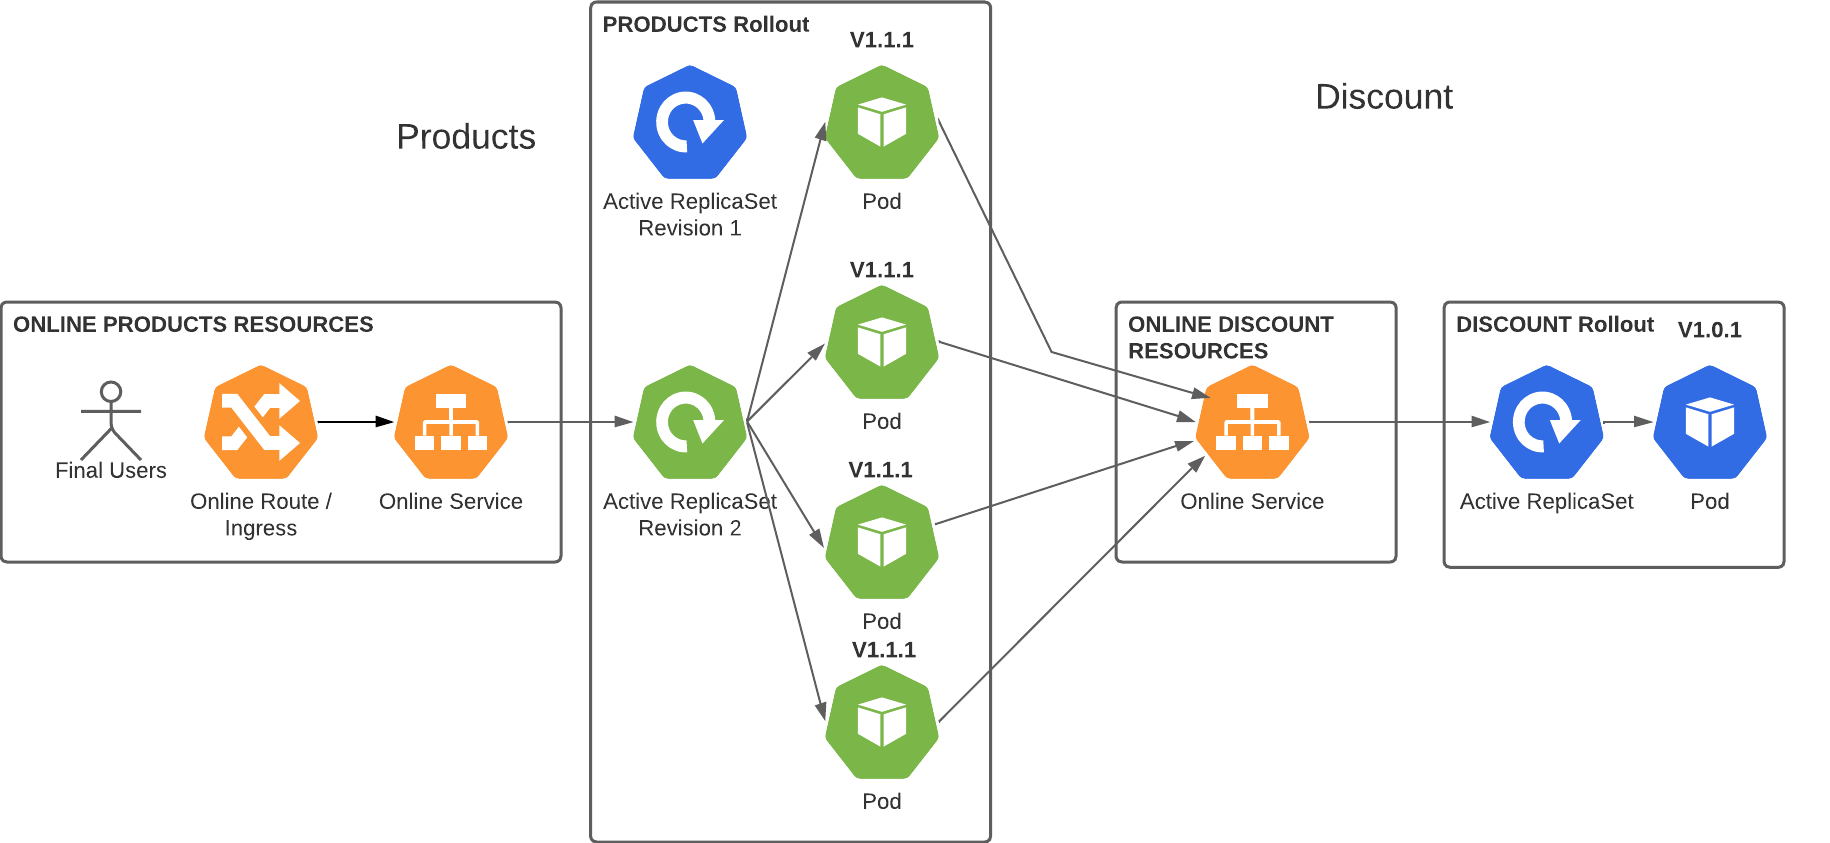 Products
Discount
ONLINE PRODUCTS RESOURCES
Final Users
Online Route /
Ingress
Online Service
PRODUCTS Rollout
V1.1.1
Active ReplicaSet
Revision 1
Pod
V1.1.1
Pod
Active ReplicaSet
Revision 2
V1.1.1
Pod
V1.1.1
Pod
ONLINE DISCOUNT
RESOURCES
Online Service
DISCOUNT Rollout
V1.0.1
Active ReplicaSet
Pod